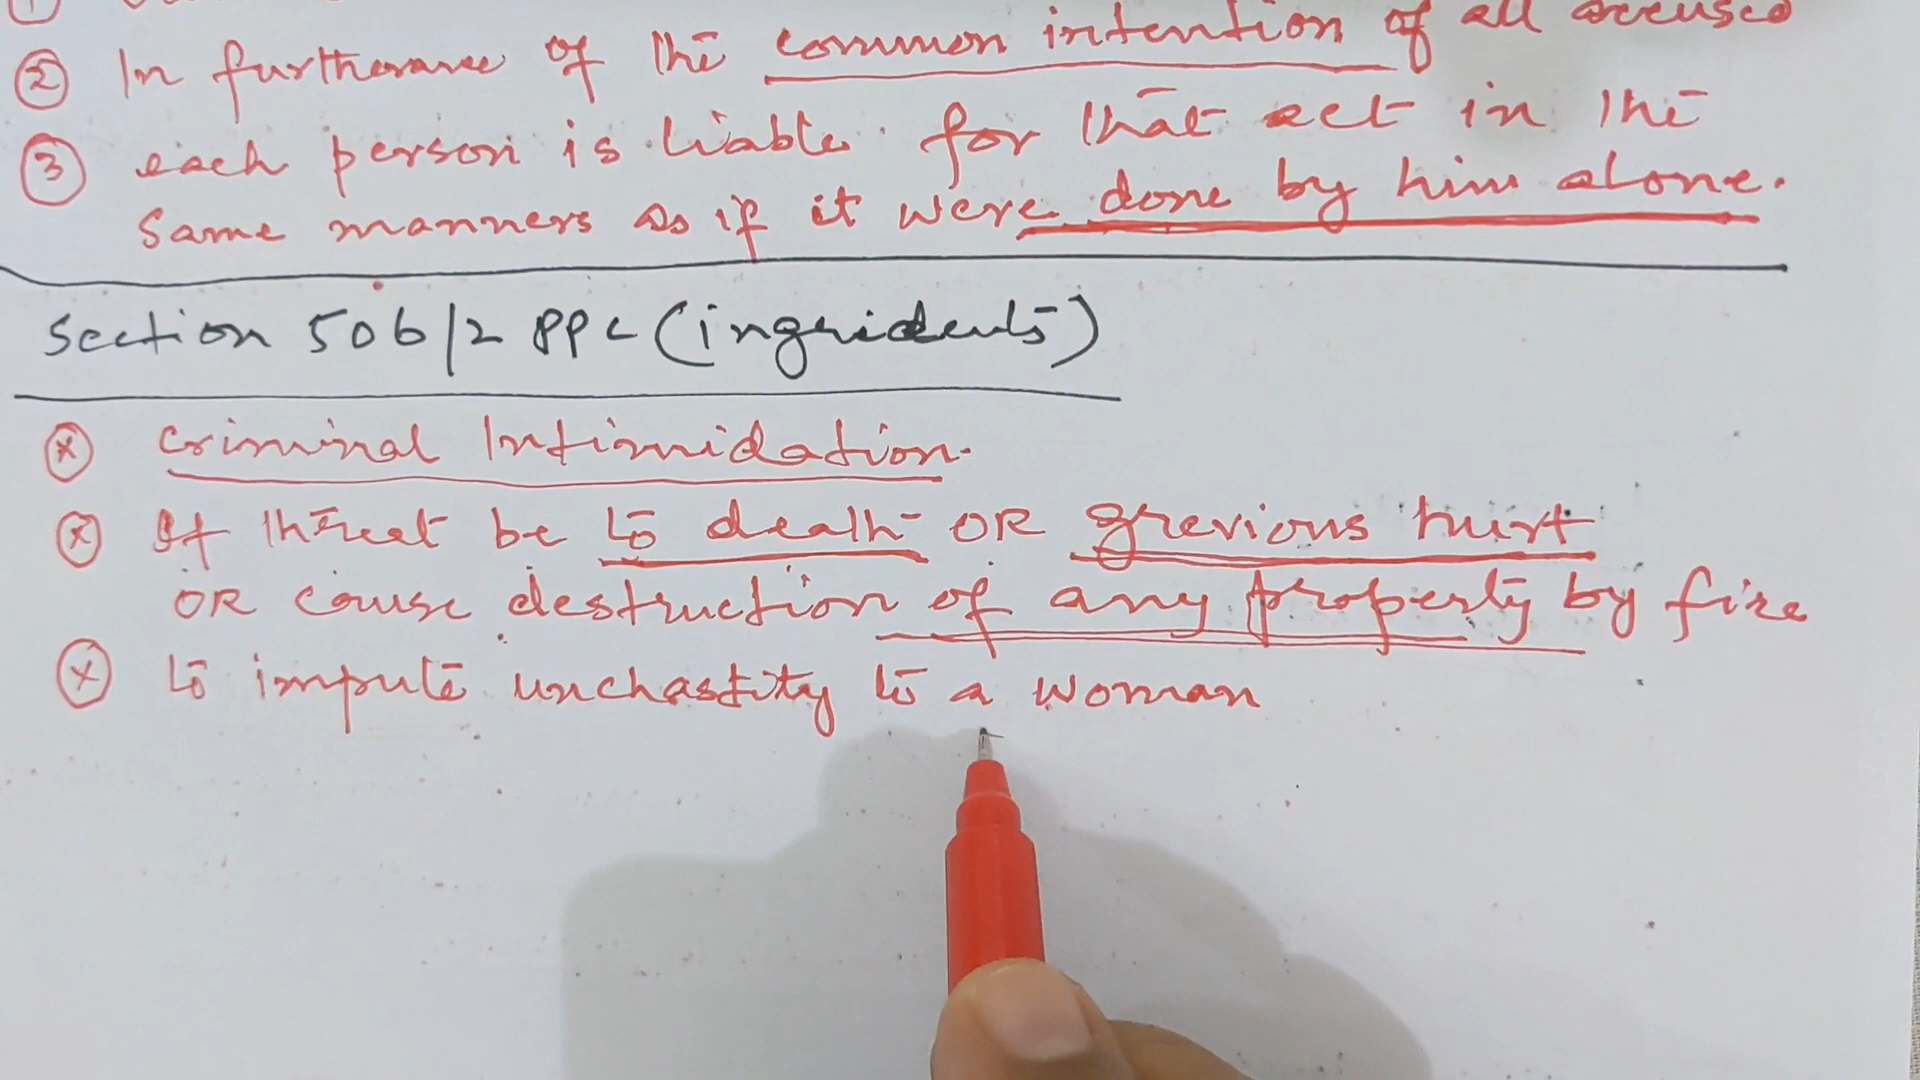 ② In furtherance of the common intention of all accused
③ each person is liable for that act in the
Same manners as if it were done by him alone.
Section 506/2 PPC (ingridents)
ⓧ Criminal Intimidation.
ⓧ If threat be to death OR grevious hurt
OR cause destruction of any property by fire
ⓧ to impute unchastity to a woman